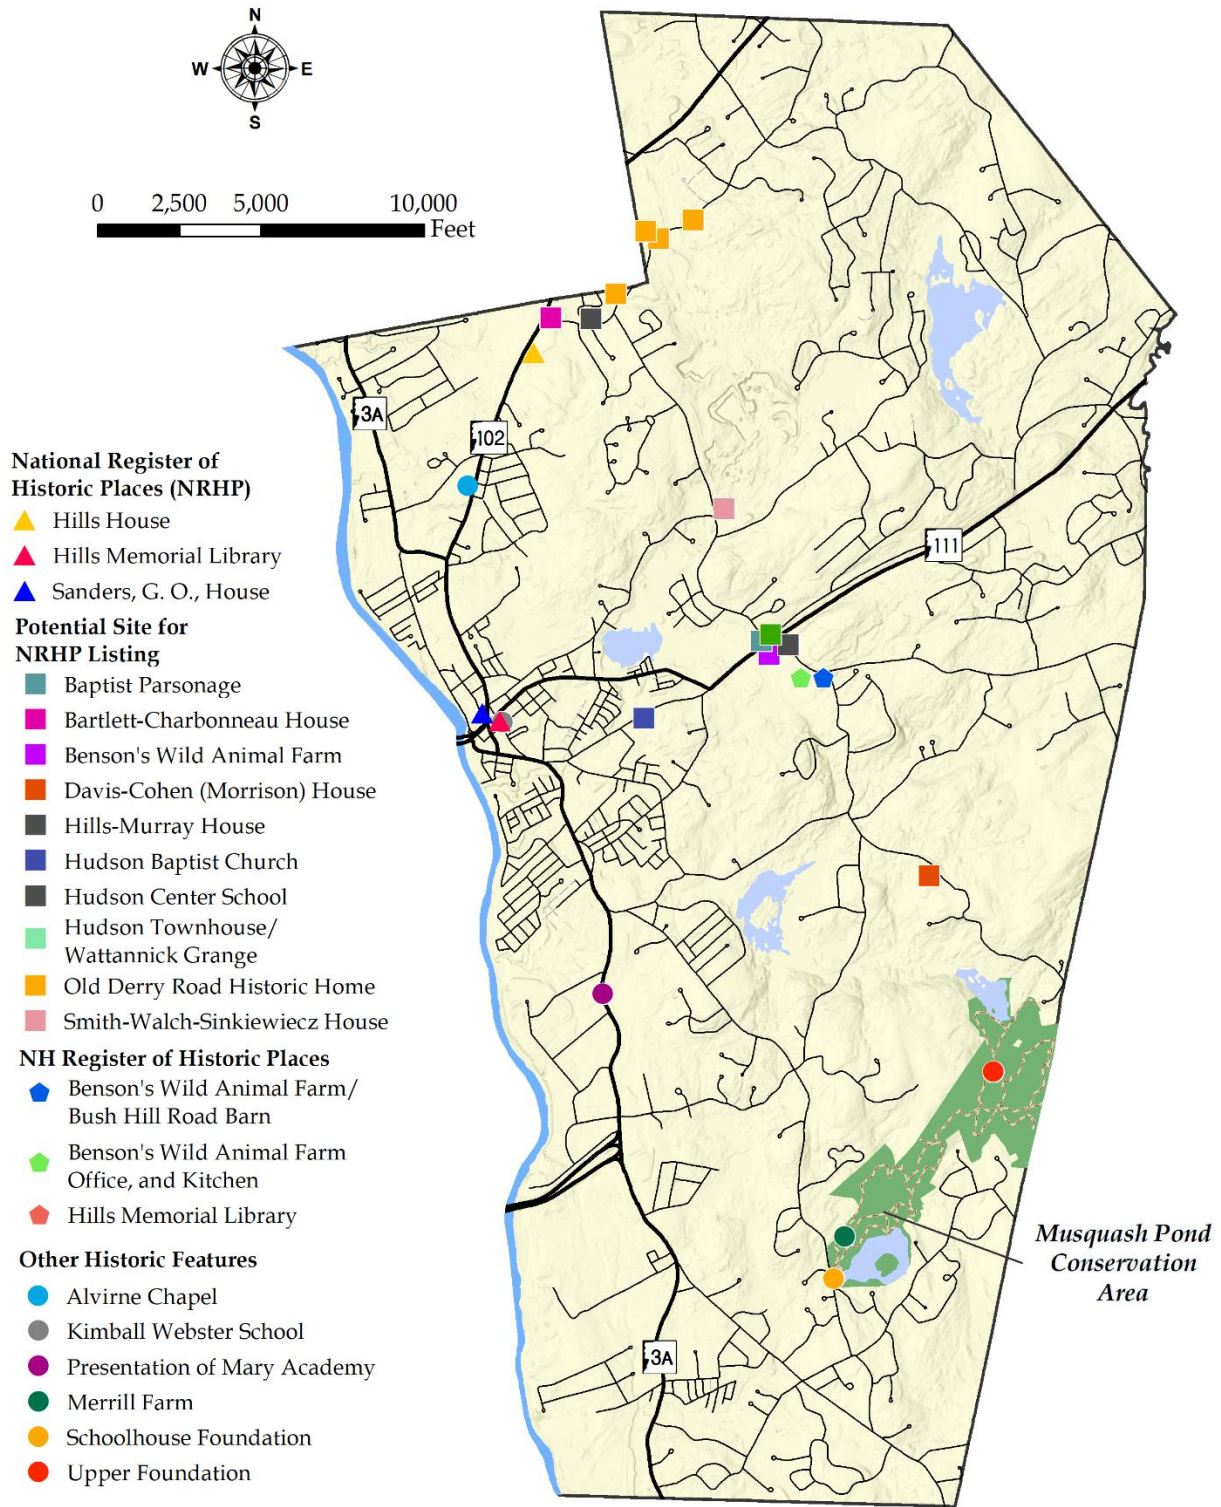 N
W
E
S
0 2,500 5,000 10,000
Feet
3A
102
111
National Register of
Historic Places (NRHP)
Hills House
Hills Memorial Library
Sanders, G. O., House
Potential Site for
NRHP Listing
Baptist Parsonage
Bartlett-Charbonneau House
Benson's Wild Animal Farm
Davis-Cohen (Morrison) House
Hills-Murray House
Hudson Baptist Church
Hudson Center School
Hudson Townhouse/
Wattannick Grange
Old Derry Road Historic Home
Smith-Walch-Sinkiewiecz House
NH Register of Historic Places
Benson's Wild Animal Farm/
Bush Hill Road Barn
Benson's Wild Animal Farm
Office, and Kitchen
Hills Memorial Library
Other Historic Features
Alvirne Chapel
Kimball Webster School
Presentation of Mary Academy
Merrill Farm
Schoolhouse Foundation
Upper Foundation
Musquash Pond
Conservation
Area
3A